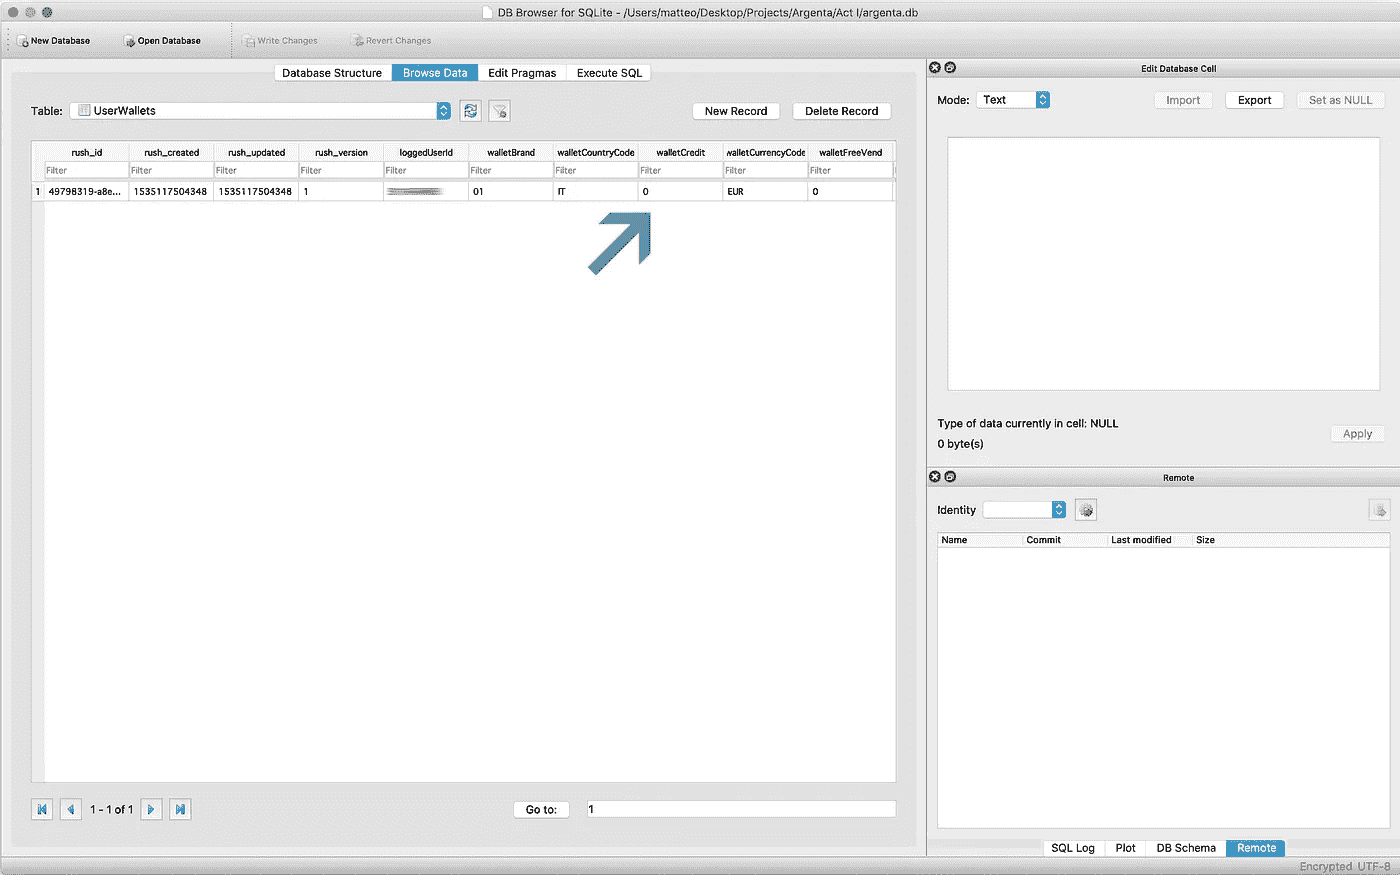 DB Browser for SQLite - /Users/matteo/Desktop/Projects/Argenta/Act I/argenta.db
New Database Open Database Write Changes Revert Changes
Database Structure Browse Data Edit Pragmas Execute SQL
Table: UserWallets New Record Delete Record
rush_id rush_created rush_updated rush_version loggedUserId walletBrand walletCountryCode walletCredit walletCurrencyCode walletFreeVend
Filter Filter Filter Filter Filter Filter Filter Filter Filter Filter
1 49798319-a8e... 1535117504348 1535117504348 1 01 IT 0 EUR 0
1 - 1 of 1 Go to: 1
Edit Database Cell
Mode: Text Import Export Set as NULL
Type of data currently in cell: NULL
0 byte(s)
Apply
Remote
Identity
Name Commit Last modified Size
SQL Log Plot DB Schema Remote
Encrypted UTF-8